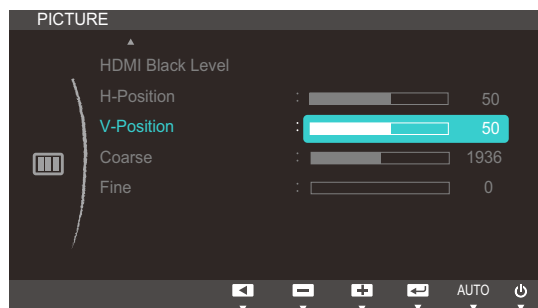 PICTURE
HDMI Black Level
H-Position : 50
V-Position : 50
Coarse : 1936
Fine : 0
AUTO